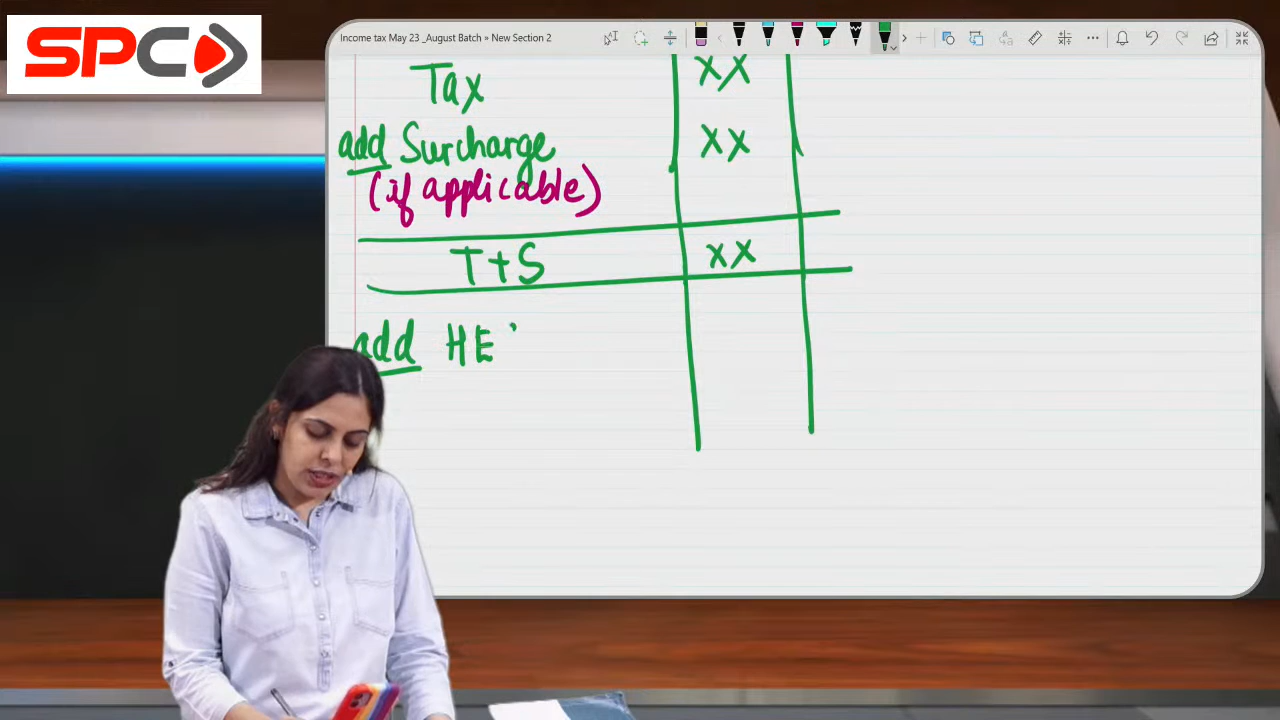 SPC
Income tax May 23 _August Batch » New Section 2
Tax XX
add Surcharge XX
(if applicable)
T+S XX
add HE